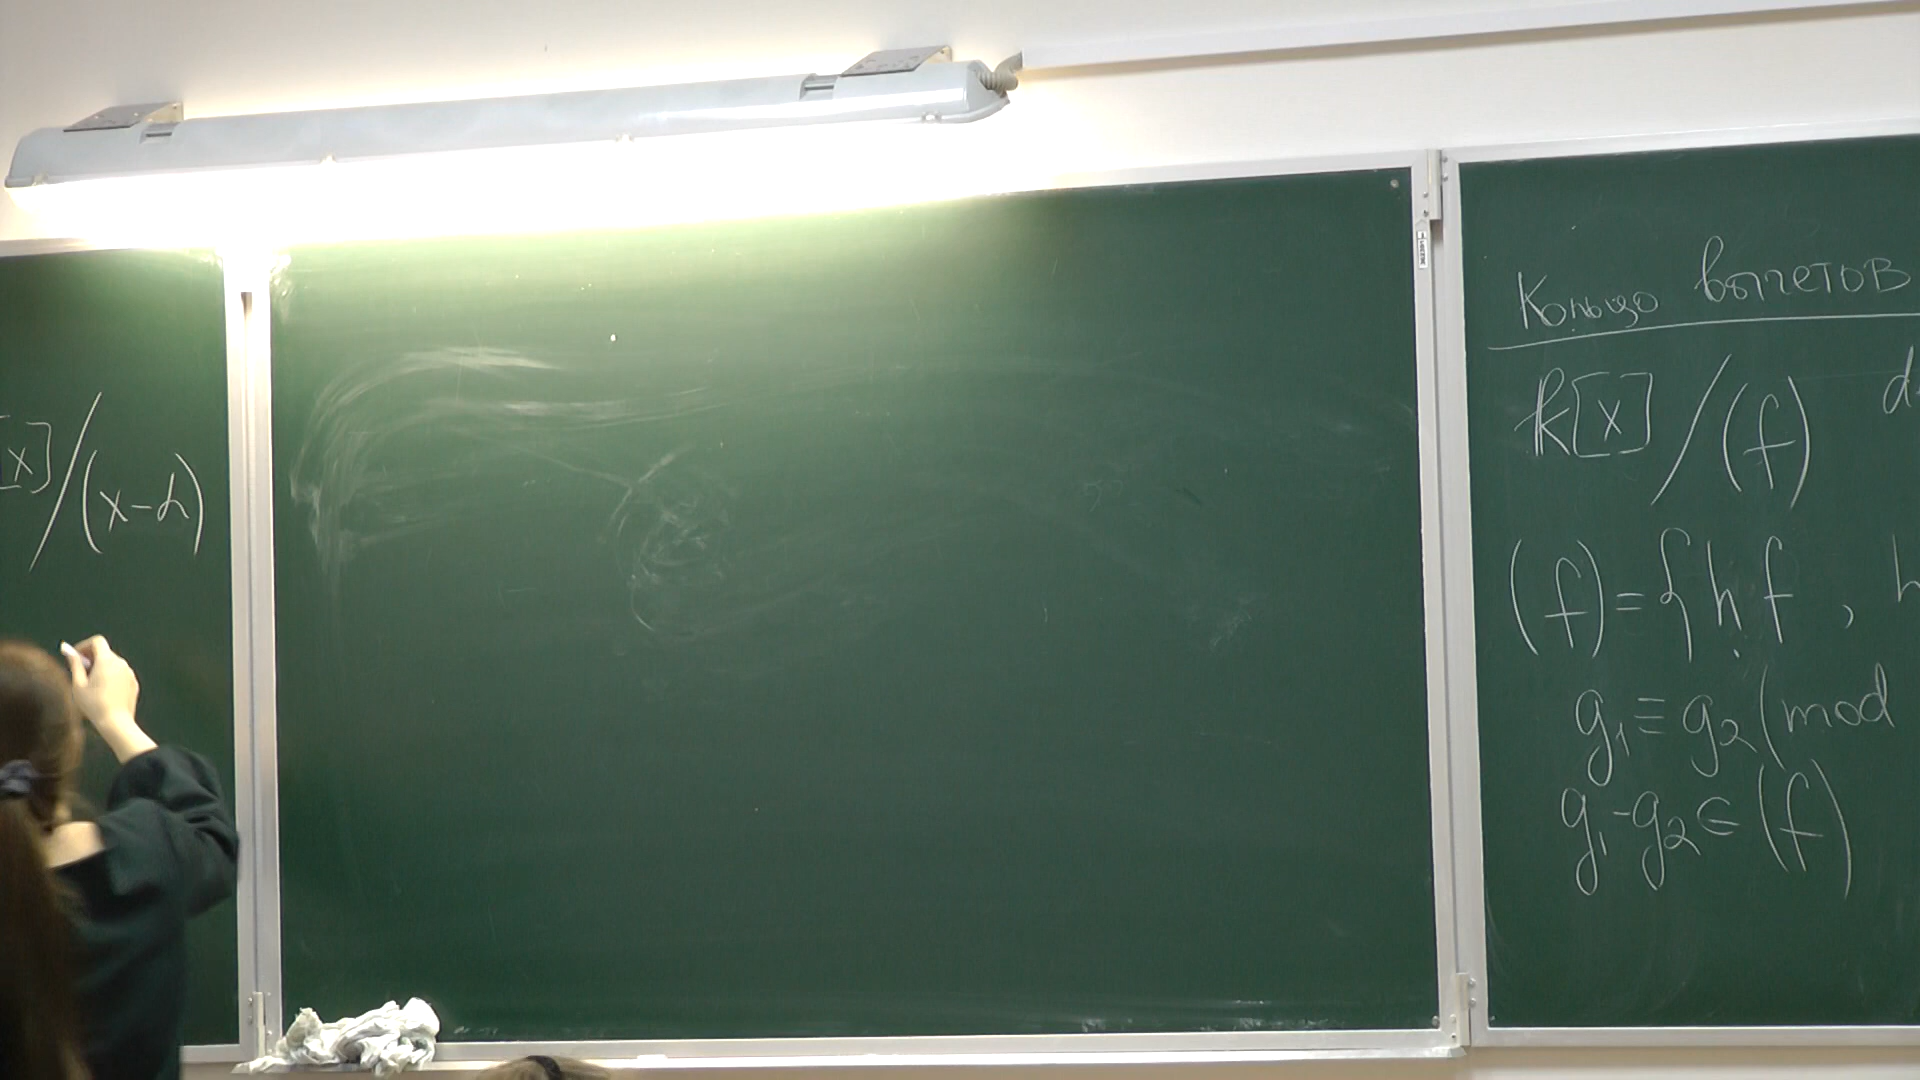 [x]/(x-α)
Кольцо вычетов
k[x]/(f) d
(f)={h f , h
g₁≡g₂(mod
g₁-g₂∈(f)